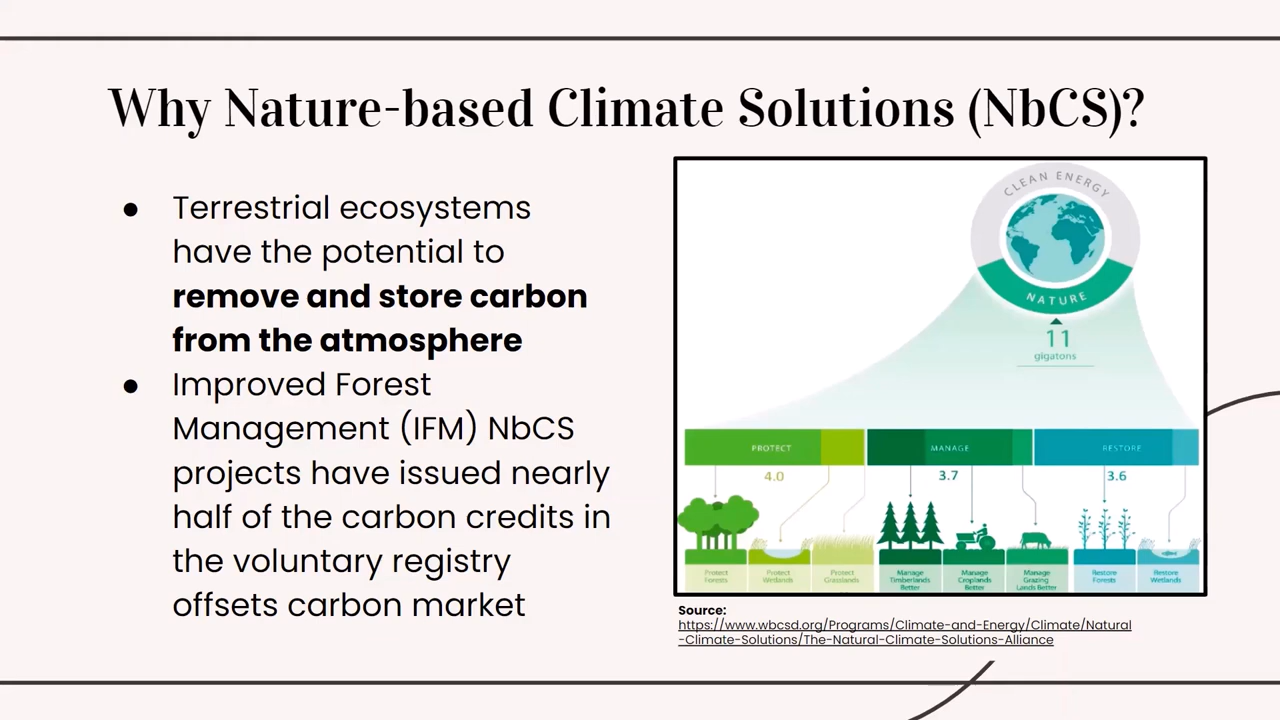 Why Nature-based Climate Solutions (NbCS)?
● Terrestrial ecosystems
have the potential to
remove and store carbon
from the atmosphere
● Improved Forest
Management (IFM) NbCS
projects have issued nearly
half of the carbon credits in
the voluntary registry
offsets carbon market
CLEAN ENERGY
NATURE
11
gigatons
PROTECT MANAGE RESTORE
4.0 3.7 3.6
Protect Forests
Protect Wetlands
Protect Grasslands
Manage Timberlands Better
Manage Croplands Better
Manage Grazing Lands Better
Restore Forests
Restore Wetlands
Source:
https://www.wbcsd.org/Programs/Climate-and-Energy/Climate/Natural
-Climate-Solutions/The-Natural-Climate-Solutions-Alliance